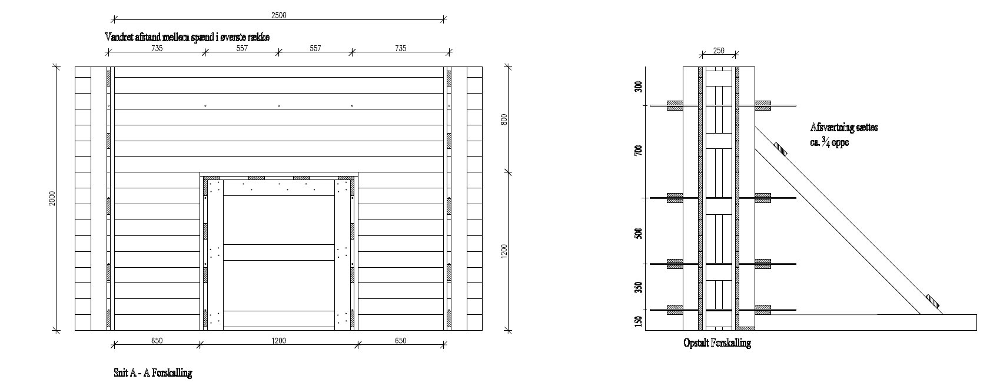 2500
Vandret afstand mellem spænd i øverste række
735 557 557 735
2000
800
1200
650 1200 650
Snit A - A Forskalling
250
300
700
500
350
150
Afsværtning sættes
ca. ¾ oppe
Opstalt Forskalling